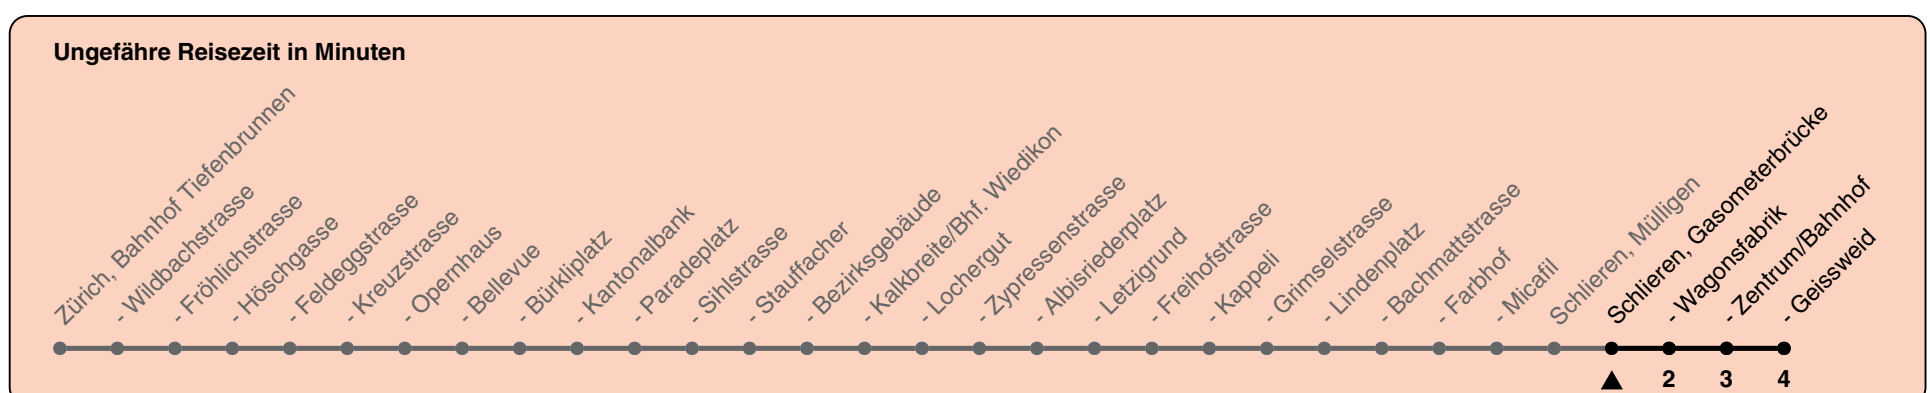 Ungefähre Reisezeit in Minuten
Zürich, Bahnhof Tiefenbrunnen
- Wildbachstrasse
- Fröhlichstrasse
- Höschgasse
- Feldeggstrasse
- Kreuzstrasse
- Opernhaus
- Bellevue
- Bürkliplatz
- Kantonalbank
- Paradeplatz
- Sihlstrasse
- Stauffacher
- Bezirksgebäude
- Kalkbreite/Bhf. Wiedikon
- Lochergut
- Zypressenstrasse
- Albisriederplatz
- Letzigrund
- Freihofstrasse
- Kappeli
- Grimselstrasse
- Lindenplatz
- Bachmattstrasse
- Farbhof
- Micafil
Schlieren, Mülligen
Schlieren, Gasometerbrücke
- Wagonsfabrik
- Zentrum/Bahnhof
- Geissweid
2 3 4